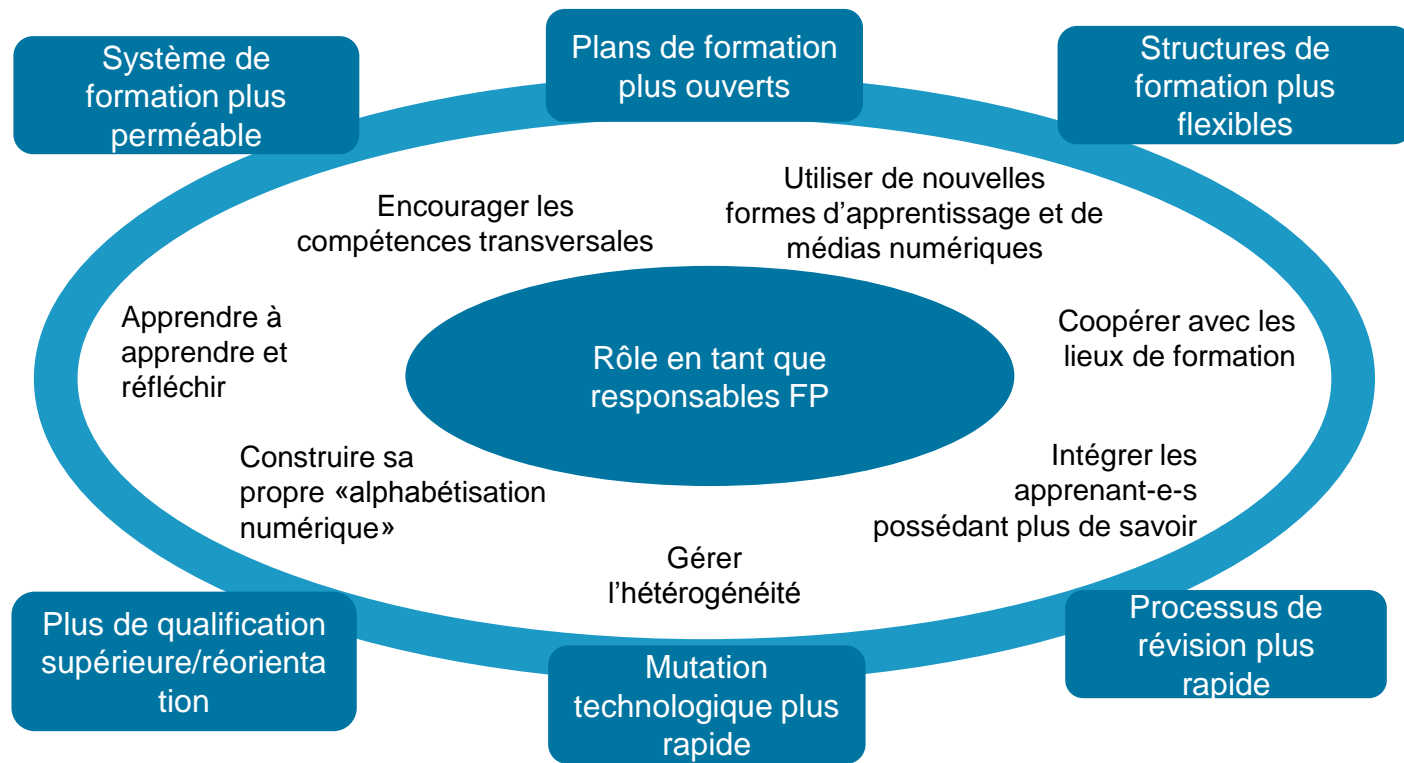 Système de
formation plus
perméable
Plans de formation
plus ouverts
Structures de
formation plus
flexibles
Encourager les
compétences transversales
Utiliser de nouvelles
formes d'apprentissage et de
médias numériques
Apprendre à
apprendre et
réfléchir
Rôle en tant que
responsables FP
Coopérer avec les
lieux de formation
Construire sa
propre «alphabétisation
numérique»
Intégrer les
apprenant-e-s
possédant plus de savoir
Gérer
l'hétérogénéité
Plus de qualification
supérieure/réorienta
tion
Mutation
technologique plus
rapide
Processus de
révision plus
rapide